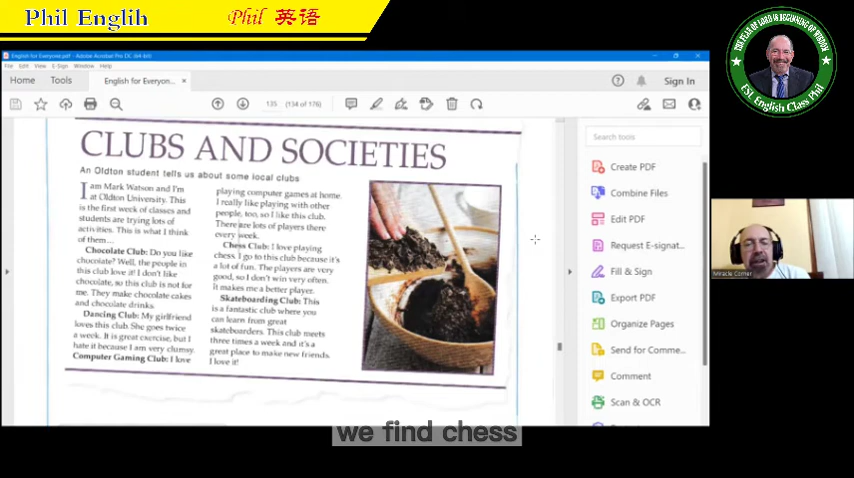 Phil Englih
Phil 英语
THE FEAR OF LORD IS BEGINNING OF WISDOM
ESL English Class Phil
English for Everyone.pdf - Adobe Acrobat Pro DC (64-bit)
File Edit View E-Sign Window Help
Home Tools English for Everyon... × Sign In
135 (134 of 176)
CLUBS AND SOCIETIES
An Oldton student tells us about some local clubs
I am Mark Watson and I'm
at Oldton University. This
is the first week of classes and
students are trying lots of
activities. This is what I think
of them...
Chocolate Club: Do you like
chocolate? Well, the people in
this club love it! I don't like
chocolate, so this club is not for
me. They make chocolate cakes
and chocolate drinks.
Dancing Club: My girlfriend
loves this club. She goes twice
a week. It is great exercise, but I
hate it because I am very clumsy.
Computer Gaming Club: I love
playing computer games at home.
I really like playing with other
people, too, so I like this club.
There are lots of players there
every week.
Chess Club: I love playing
chess. I go to this club because it's
a lot of fun. The players are very
good, so I don't win very often.
It makes me a better player.
Skateboarding Club: This
is a fantastic club where you
can learn from great
skateboarders. This club meets
three times a week and it's a
great place to make new friends.
I love it!
Search tools
Create PDF
Combine Files
Edit PDF
Request E-signat...
Fill & Sign
Export PDF
Organize Pages
Send for Comme...
Comment
Scan & OCR
Miracle Corner
we find chess